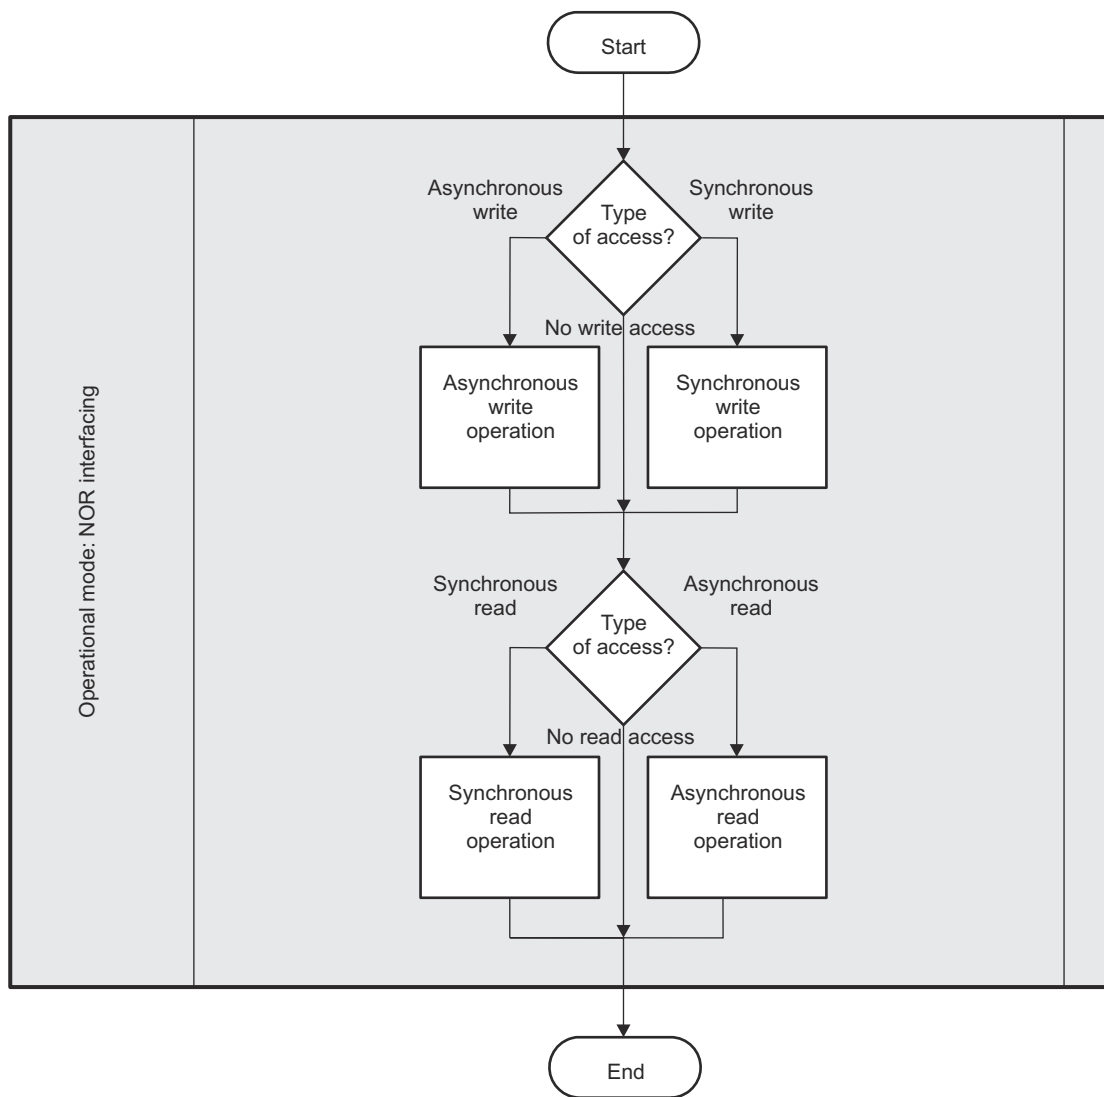 Start
Asynchronous
write
Synchronous
write
Type
of access?
No write access
Asynchronous
write
operation
Synchronous
write
operation
Operational mode: NOR interfacing
Synchronous
read
Asynchronous
read
Type
of access?
No read access
Synchronous
read
operation
Asynchronous
read
operation
End